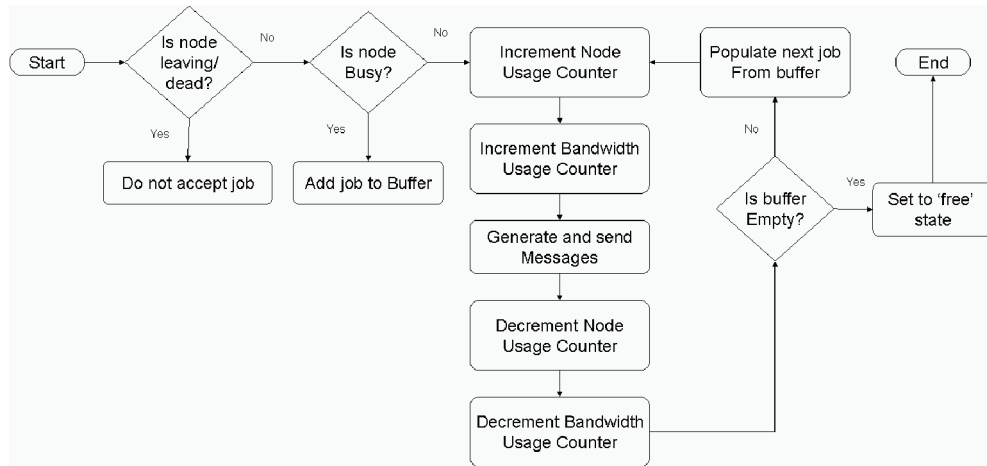 Start
Is node
leaving/
dead?
No
Yes
Do not accept job
Is node
Busy?
No
Yes
Add job to Buffer
Increment Node
Usage Counter
Increment Bandwidth
Usage Counter
Generate and send
Messages
Decrement Node
Usage Counter
Decrement Bandwidth
Usage Counter
Populate next job
From buffer
No
Is buffer
Empty?
Yes
Set to ‘free’
state
End